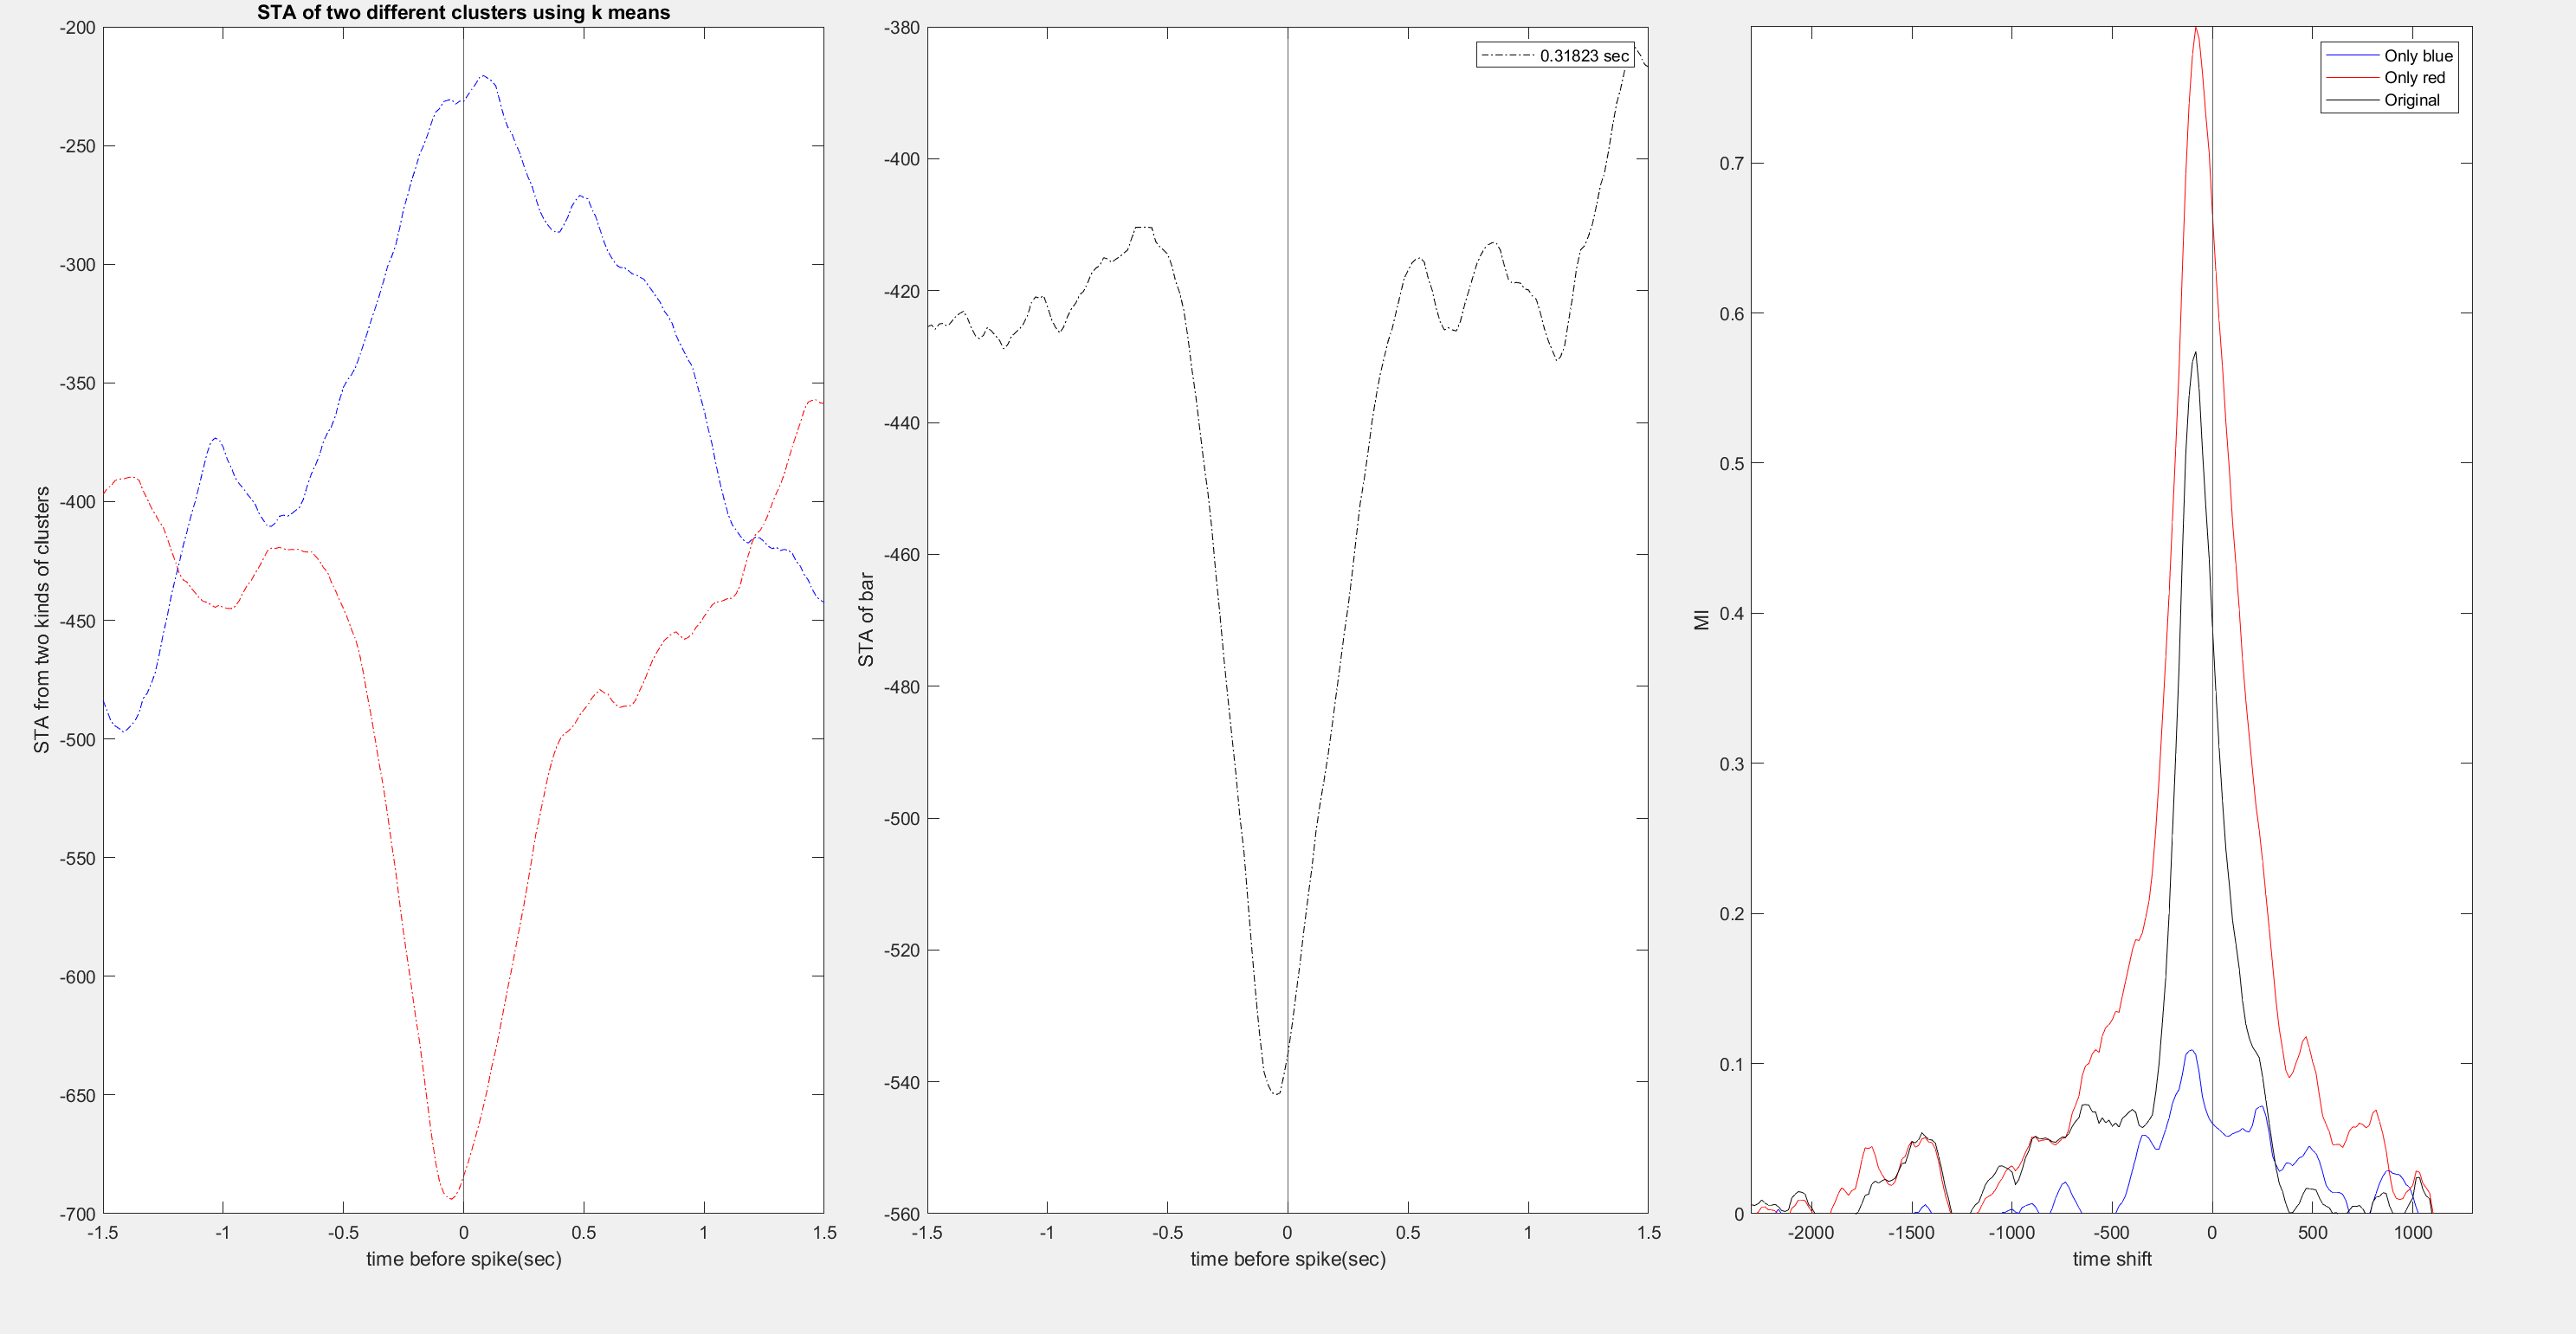 STA of two different clusters using k means
-200
-250
-300
-350
-400
-450
-500
-550
-600
-650
-700
STA from two kinds of clusters
-1.5 -1 -0.5 0 0.5 1 1.5
time before spike(sec)
-380
-400
-420
-440
-460
-480
-500
-520
-540
-560
STA of bar
0.31823 sec
-1.5 -1 -0.5 0 0.5 1 1.5
time before spike(sec)
0.7
0.6
0.5
0.4
0.3
0.2
0.1
0
MI
Only blue
Only red
Original
-2000 -1500 -1000 -500 0 500 1000
time shift